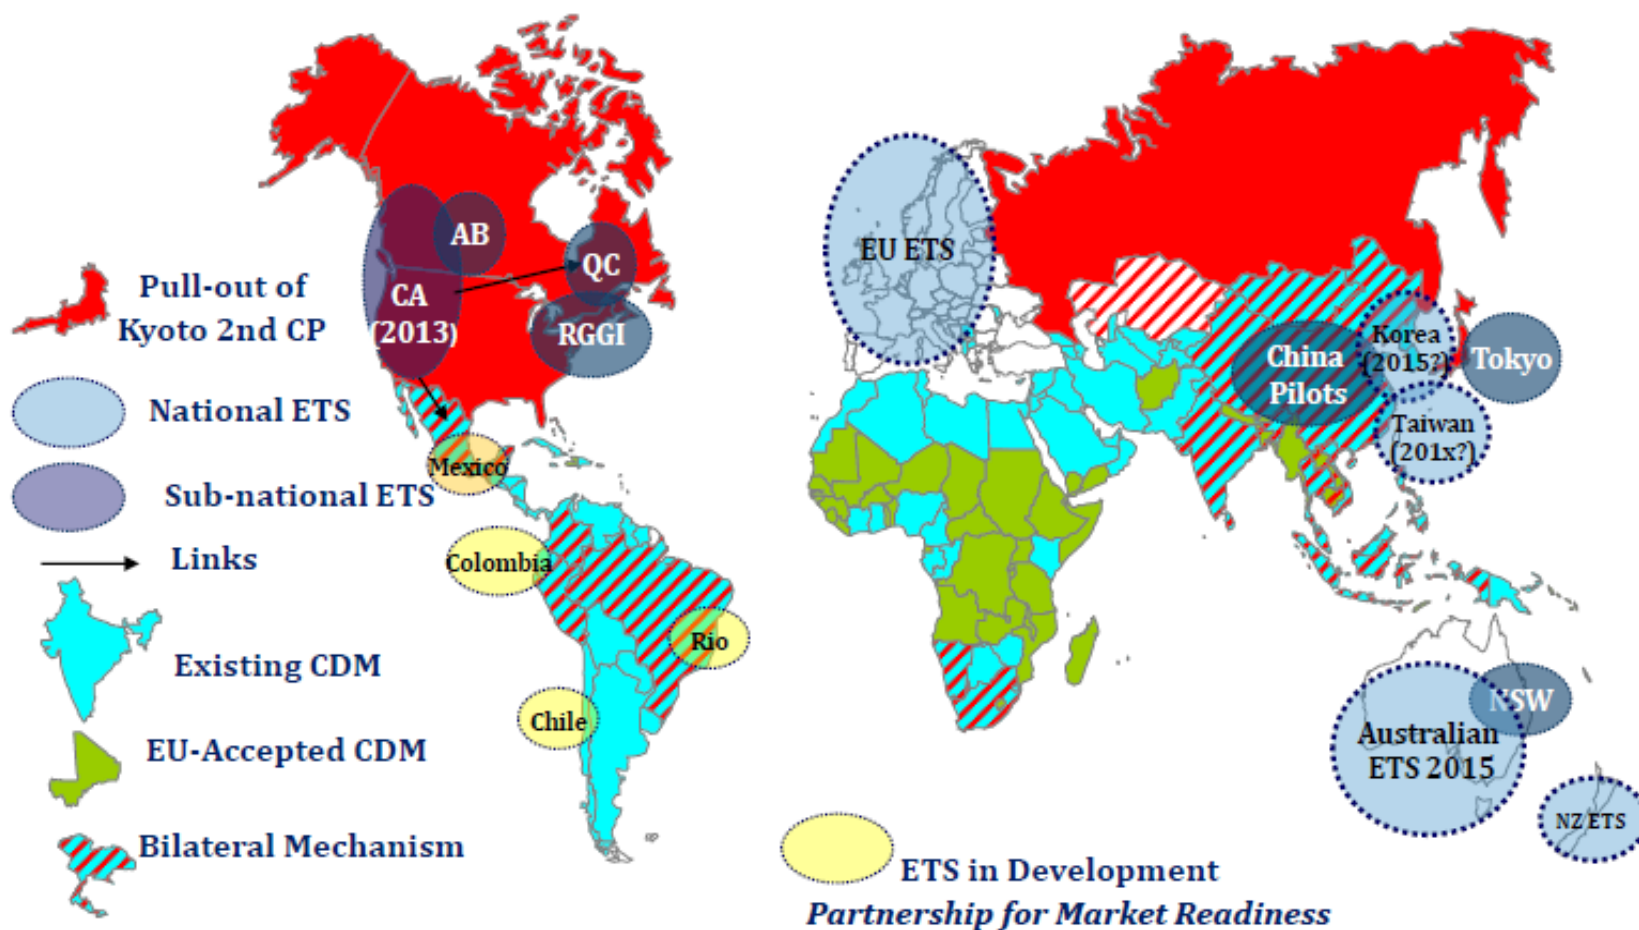 Pull-out of
Kyoto 2nd CP
National ETS
Sub-national ETS
Links
Existing CDM
EU-Accepted CDM
Bilateral Mechanism
AB
CA
(2013)
QC
RGGI
Mexico
Colombia
Rio
Chile
EU ETS
China
Pilots
Korea
(2015?)
Tokyo
Taiwan
(201x?)
NSW
Australian
ETS 2015
NZ ETS
ETS in Development
Partnership for Market Readiness